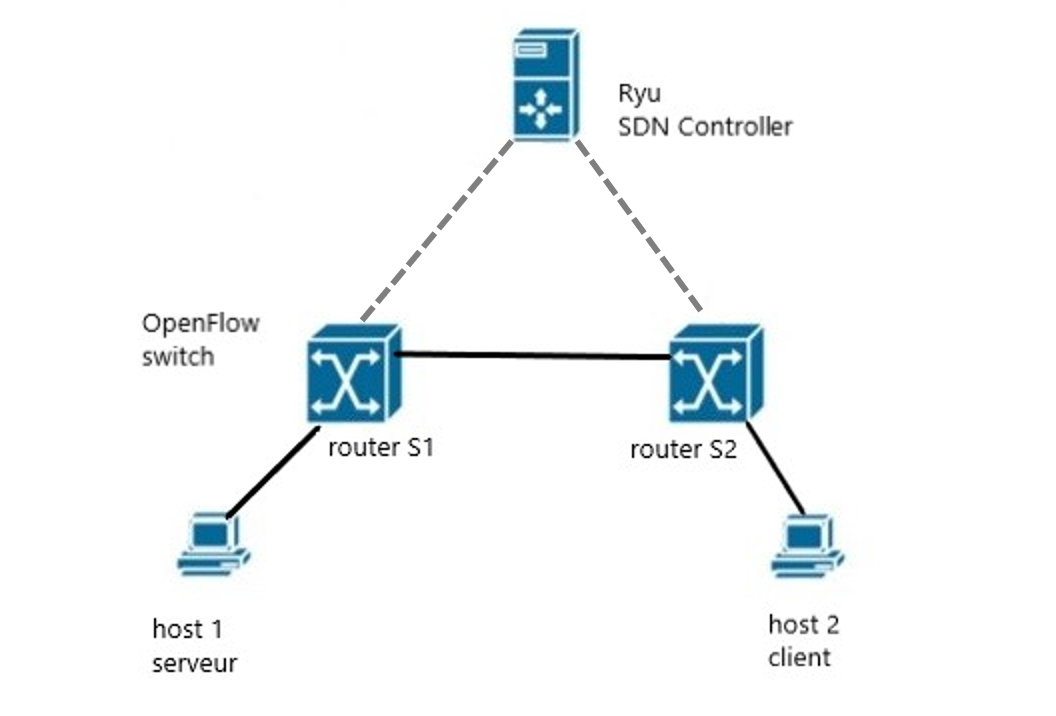 Ryu
SDN Controller
OpenFlow
switch
router S1
router S2
host 1
serveur
host 2
client